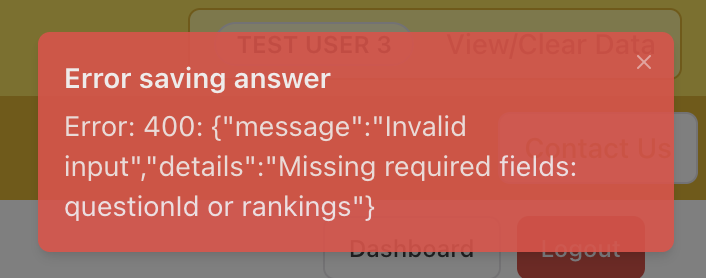 TEST USER 3
View/Clear Data
Error saving answer
Error: 400: {"message":"Invalid
input","details":"Missing required fields:
questionId or rankings"}
Contact Us
Dashboard
Logout